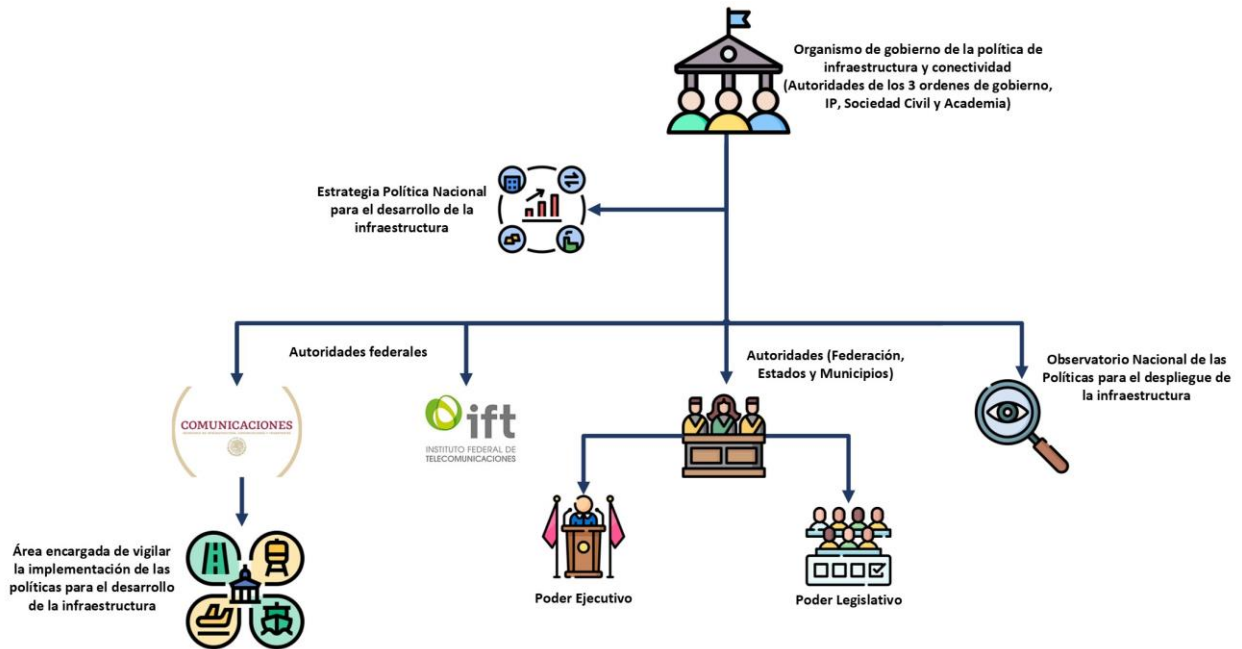 Organismo de gobierno de la política de
infraestructura y conectividad
(Autoridades de los 3 ordenes de gobierno,
IP, Sociedad Civil y Academia)
Estrategia Política Nacional
para el desarrollo de la
infraestructura
Autoridades federales
Autoridades (Federación,
Estados y Municipios)
Observatorio Nacional de las
Políticas para el despliegue de
la infraestructura
COMUNICACIONES
ift
INSTITUTO FEDERAL DE
TELECOMUNICACIONES
Área encargada de vigilar
la implementación de las
políticas para el desarrollo
de la infraestructura
Poder Ejecutivo
Poder Legislativo